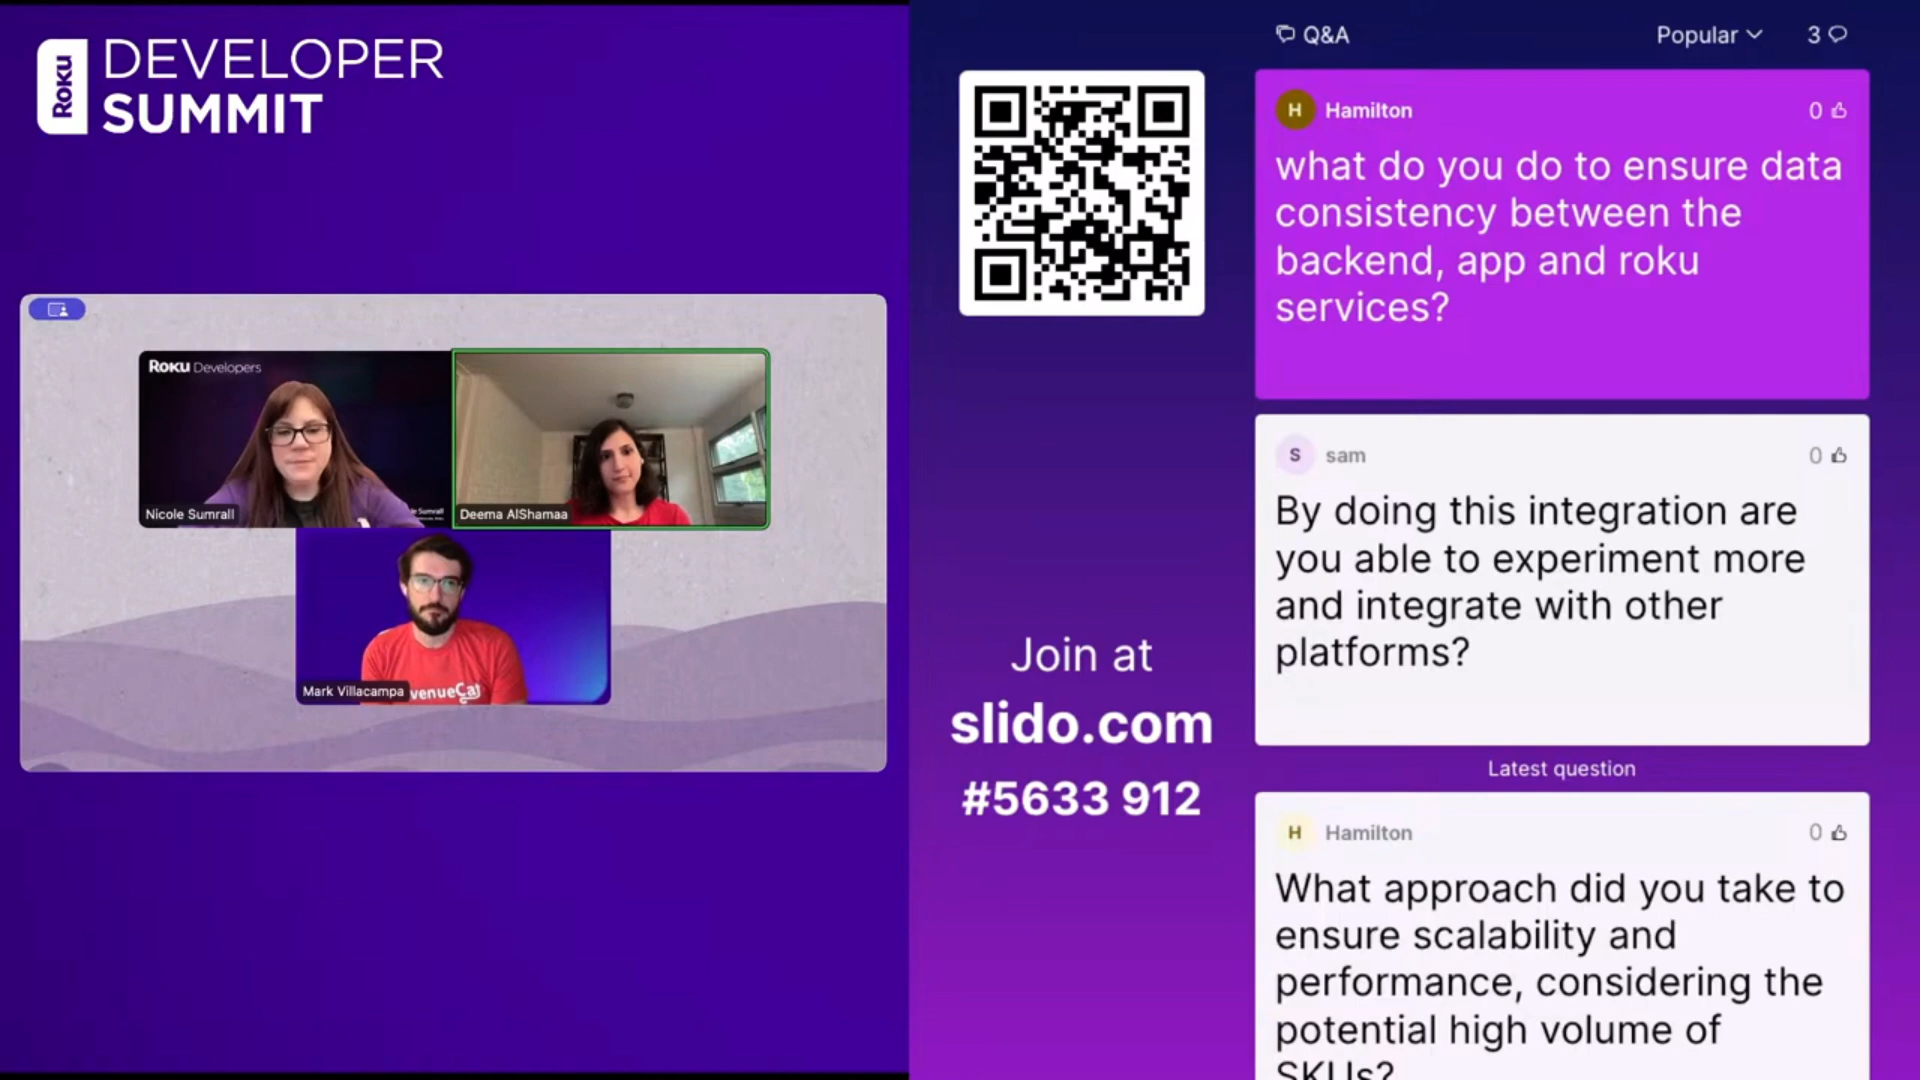 Roku
DEVELOPER
SUMMIT
Roku Developers
Nicole Sumrall
Deema AlShamaa
Mark Villacampa
venueCat
Join at
slido.com
#5633 912
Q&A
Popular
3
H
Hamilton
0
what do you do to ensure data
consistency between the
backend, app and roku
services?
S
sam
0
By doing this integration are
you able to experiment more
and integrate with other
platforms?
Latest question
H
Hamilton
0
What approach did you take to
ensure scalability and
performance, considering the
potential high volume of
SKUs?